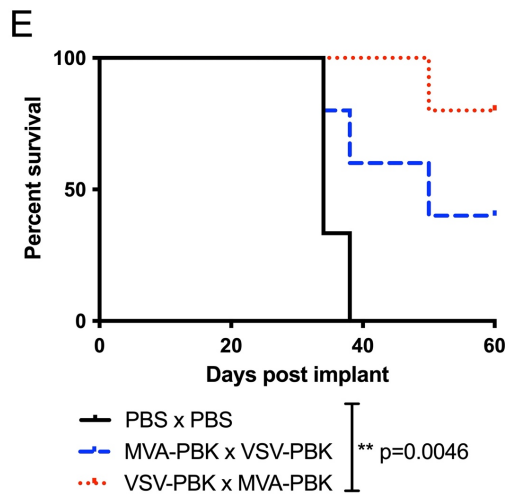 E
100
50
0
Percent survival
0 20 40 60
Days post implant
PBS x PBS
MVA-PBK x VSV-PBK
VSV-PBK x MVA-PBK
** p=0.0046